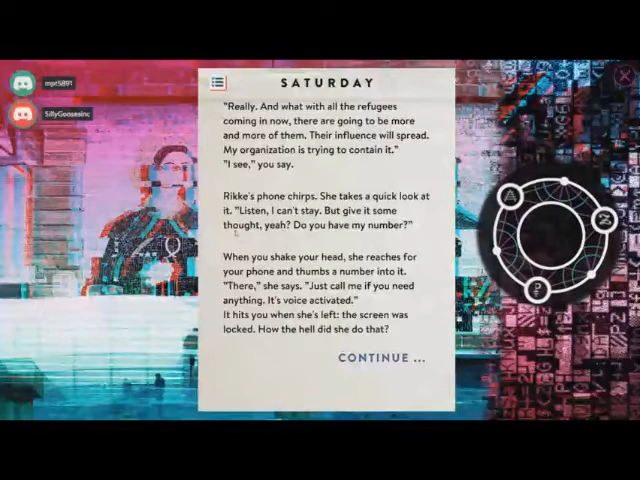 mpt5891
SillyGoosesInc
SATURDAY
"Really. And what with all the refugees
coming in now, there are going to be more
and more of them. Their influence will spread.
My organization is trying to contain it."
"I see," you say.
Rikke's phone chirps. She takes a quick look at
it. "Listen, I can't stay. But give it some
thought, yeah? Do you have my number?"
When you shake your head, she reaches for
your phone and thumbs a number into it.
"There," she says. "Just call me if you need
anything. It's voice activated."
It hits you when she's left: the screen was
locked. How the hell did she do that?
CONTINUE ...